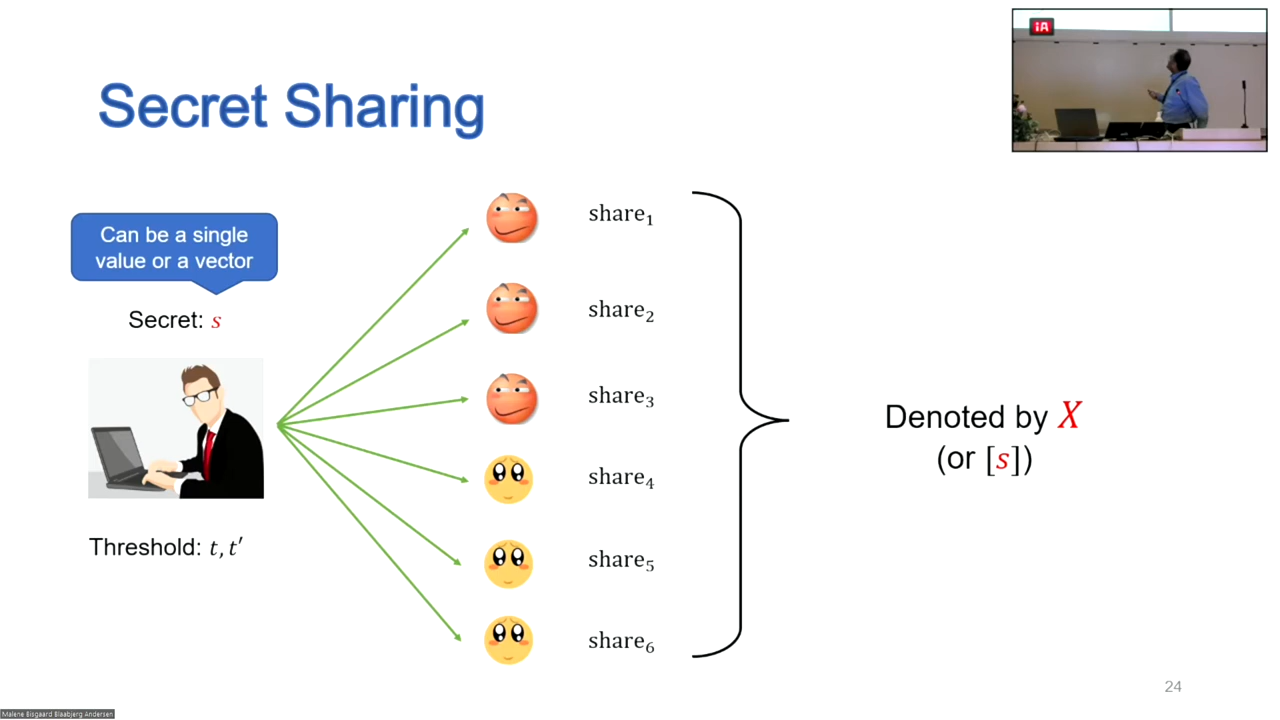 iA
Secret Sharing
Can be a single
value or a vector
Secret: s
Threshold: t, t′
share₁
share₂
share₃
share₄
share₅
share₆
Denoted by X
(or [s])
24
Malene Bisgaard Blaabjerg Andersen